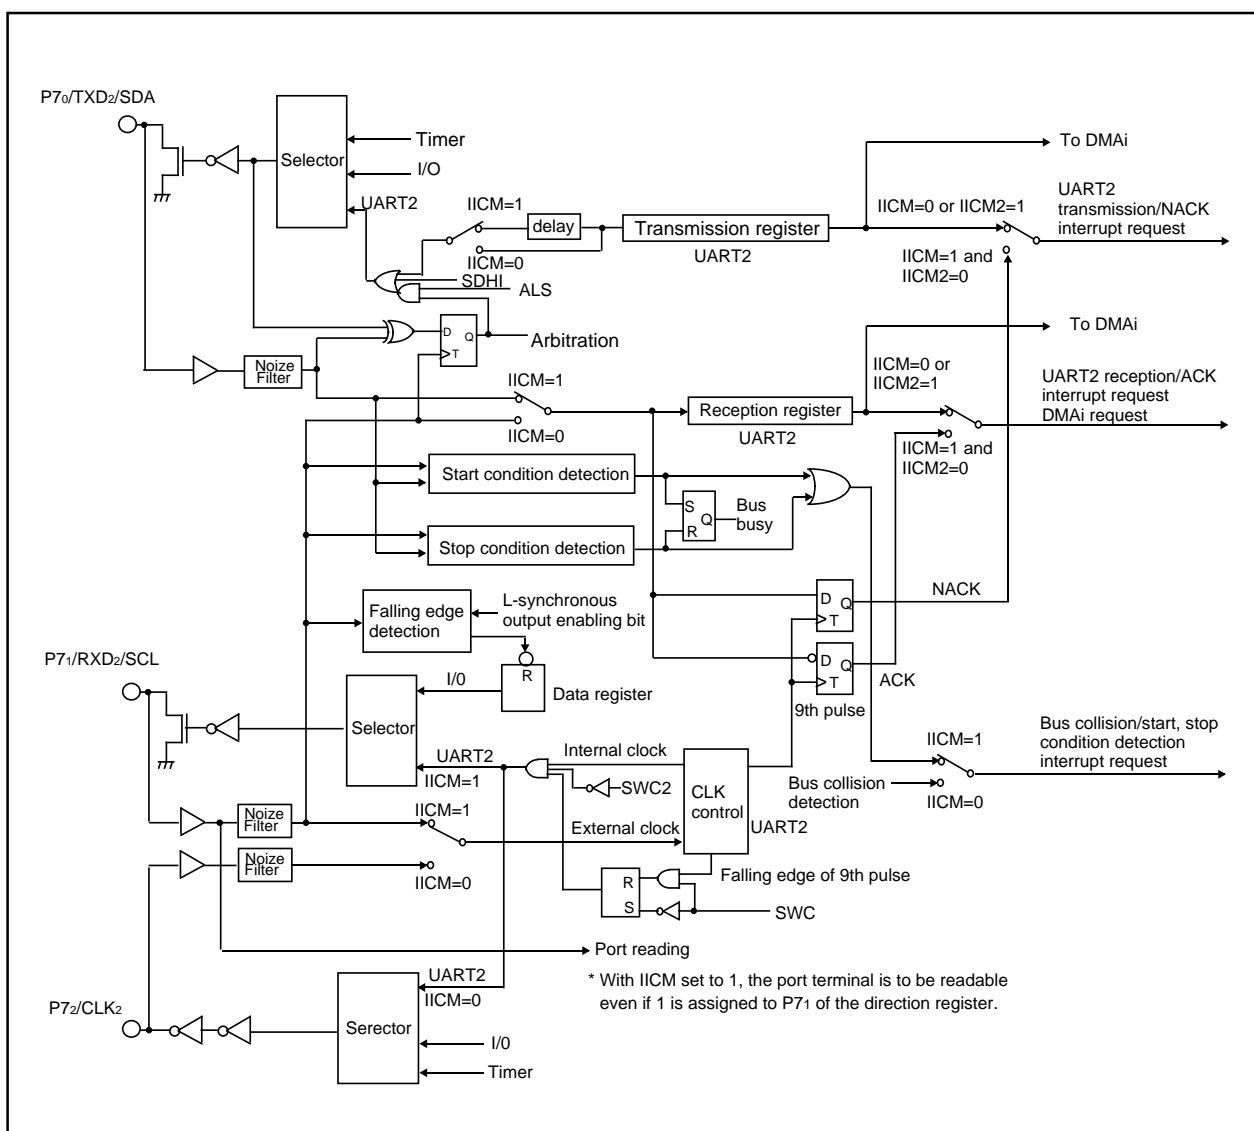 P70/TXD2/SDA
Selector
Timer
I/O
UART2
IICM=1
delay
IICM=0
SDHI
ALS
Transmission register
UART2
To DMAi
IICM=0 or IICM2=1
IICM=1 and
IICM2=0
UART2
transmission/NACK
interrupt request
D
Q
T
Arbitration
Noize
Filter
IICM=1
IICM=0
Reception register
UART2
To DMAi
IICM=0 or
IICM2=1
IICM=1 and
IICM2=0
UART2 reception/ACK
interrupt request
DMAi request
Start condition detection
S
Q
R
Bus
busy
Stop condition detection
Falling edge
detection
L-synchronous
output enabling bit
R
Data register
D
Q
T
NACK
D
Q
T
ACK
9th pulse
P71/RXD2/SCL
Selector
I/0
UART2
IICM=1
Internal clock
SWC2
CLK
control
UART2
External clock
Noize
Filter
IICM=1
Noize
Filter
IICM=0
Falling edge of 9th pulse
R
S
SWC
IICM=1
Bus collision
detection
IICM=0
Bus collision/start, stop
condition detection
interrupt request
Port reading
* With IICM set to 1, the port terminal is to be readable
even if 1 is assigned to P71 of the direction register.
P72/CLK2
Serector
UART2
IICM=0
I/0
Timer